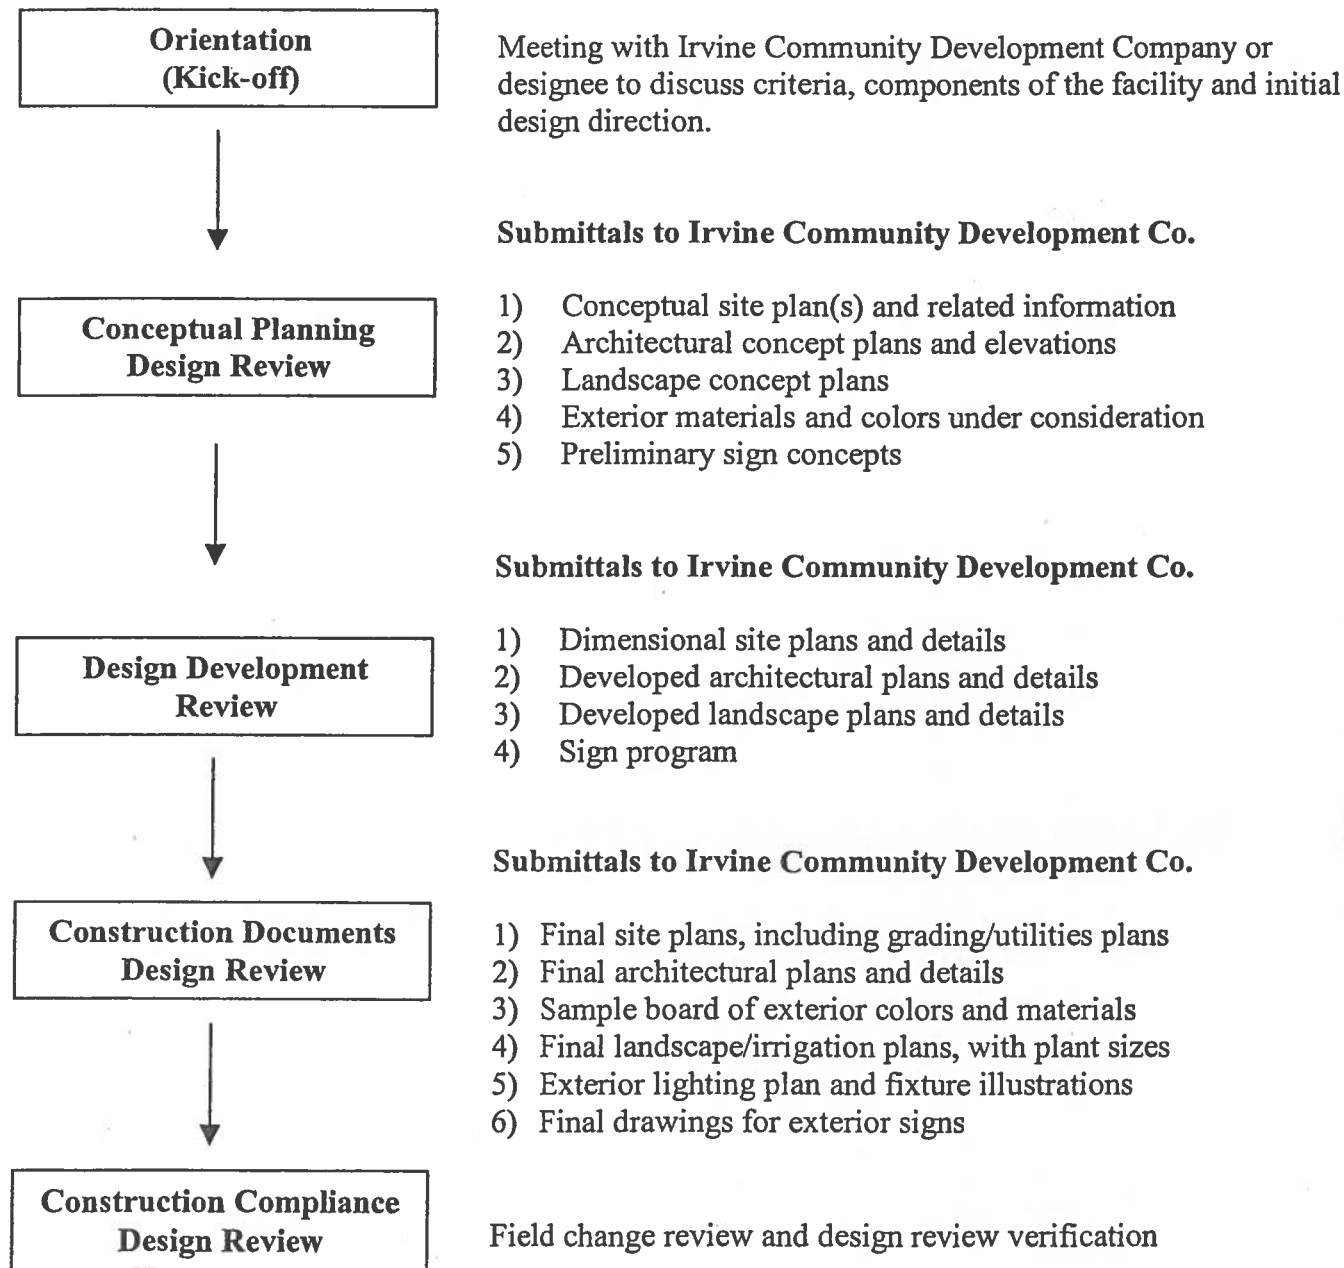 Orientation
(Kick-off)
Meeting with Irvine Community Development Company or
designee to discuss criteria, components of the facility and initial
design direction.
Submittals to Irvine Community Development Co.
Conceptual Planning
Design Review
1) Conceptual site plan(s) and related information
2) Architectural concept plans and elevations
3) Landscape concept plans
4) Exterior materials and colors under consideration
5) Preliminary sign concepts
Submittals to Irvine Community Development Co.
Design Development
Review
1) Dimensional site plans and details
2) Developed architectural plans and details
3) Developed landscape plans and details
4) Sign program
Submittals to Irvine Community Development Co.
Construction Documents
Design Review
1) Final site plans, including grading/utilities plans
2) Final architectural plans and details
3) Sample board of exterior colors and materials
4) Final landscape/irrigation plans, with plant sizes
5) Exterior lighting plan and fixture illustrations
6) Final drawings for exterior signs
Construction Compliance
Design Review
Field change review and design review verification